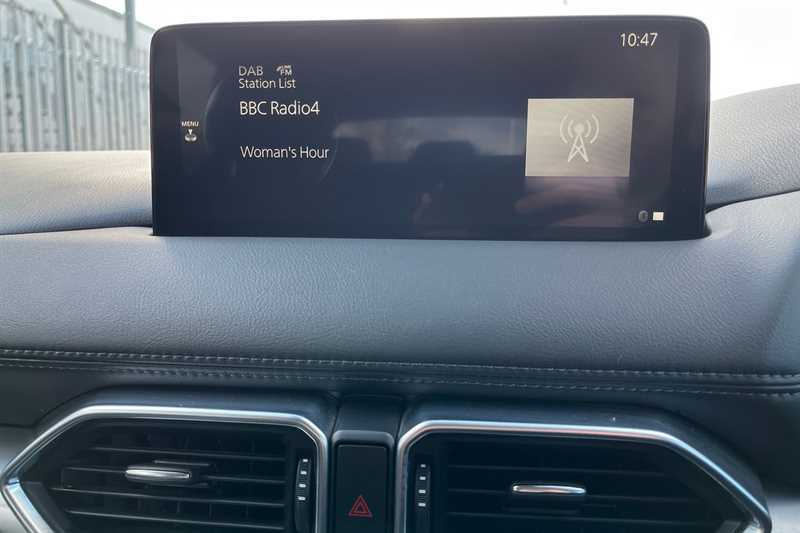 10:47
DAB FM
Station List
BBC Radio4
MENU
Woman's Hour